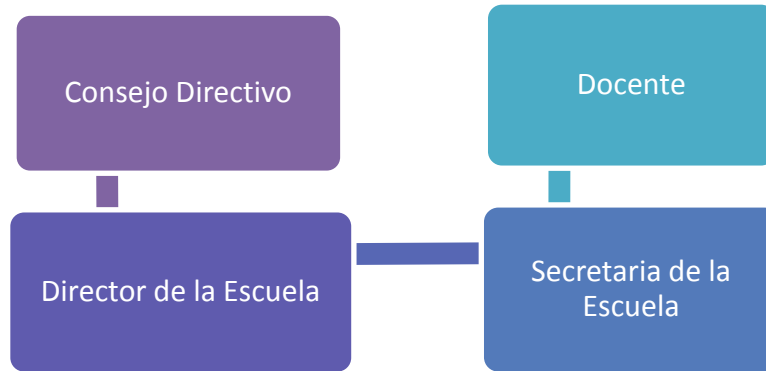 Consejo Directivo
Docente
Director de la Escuela
Secretaria de la
Escuela